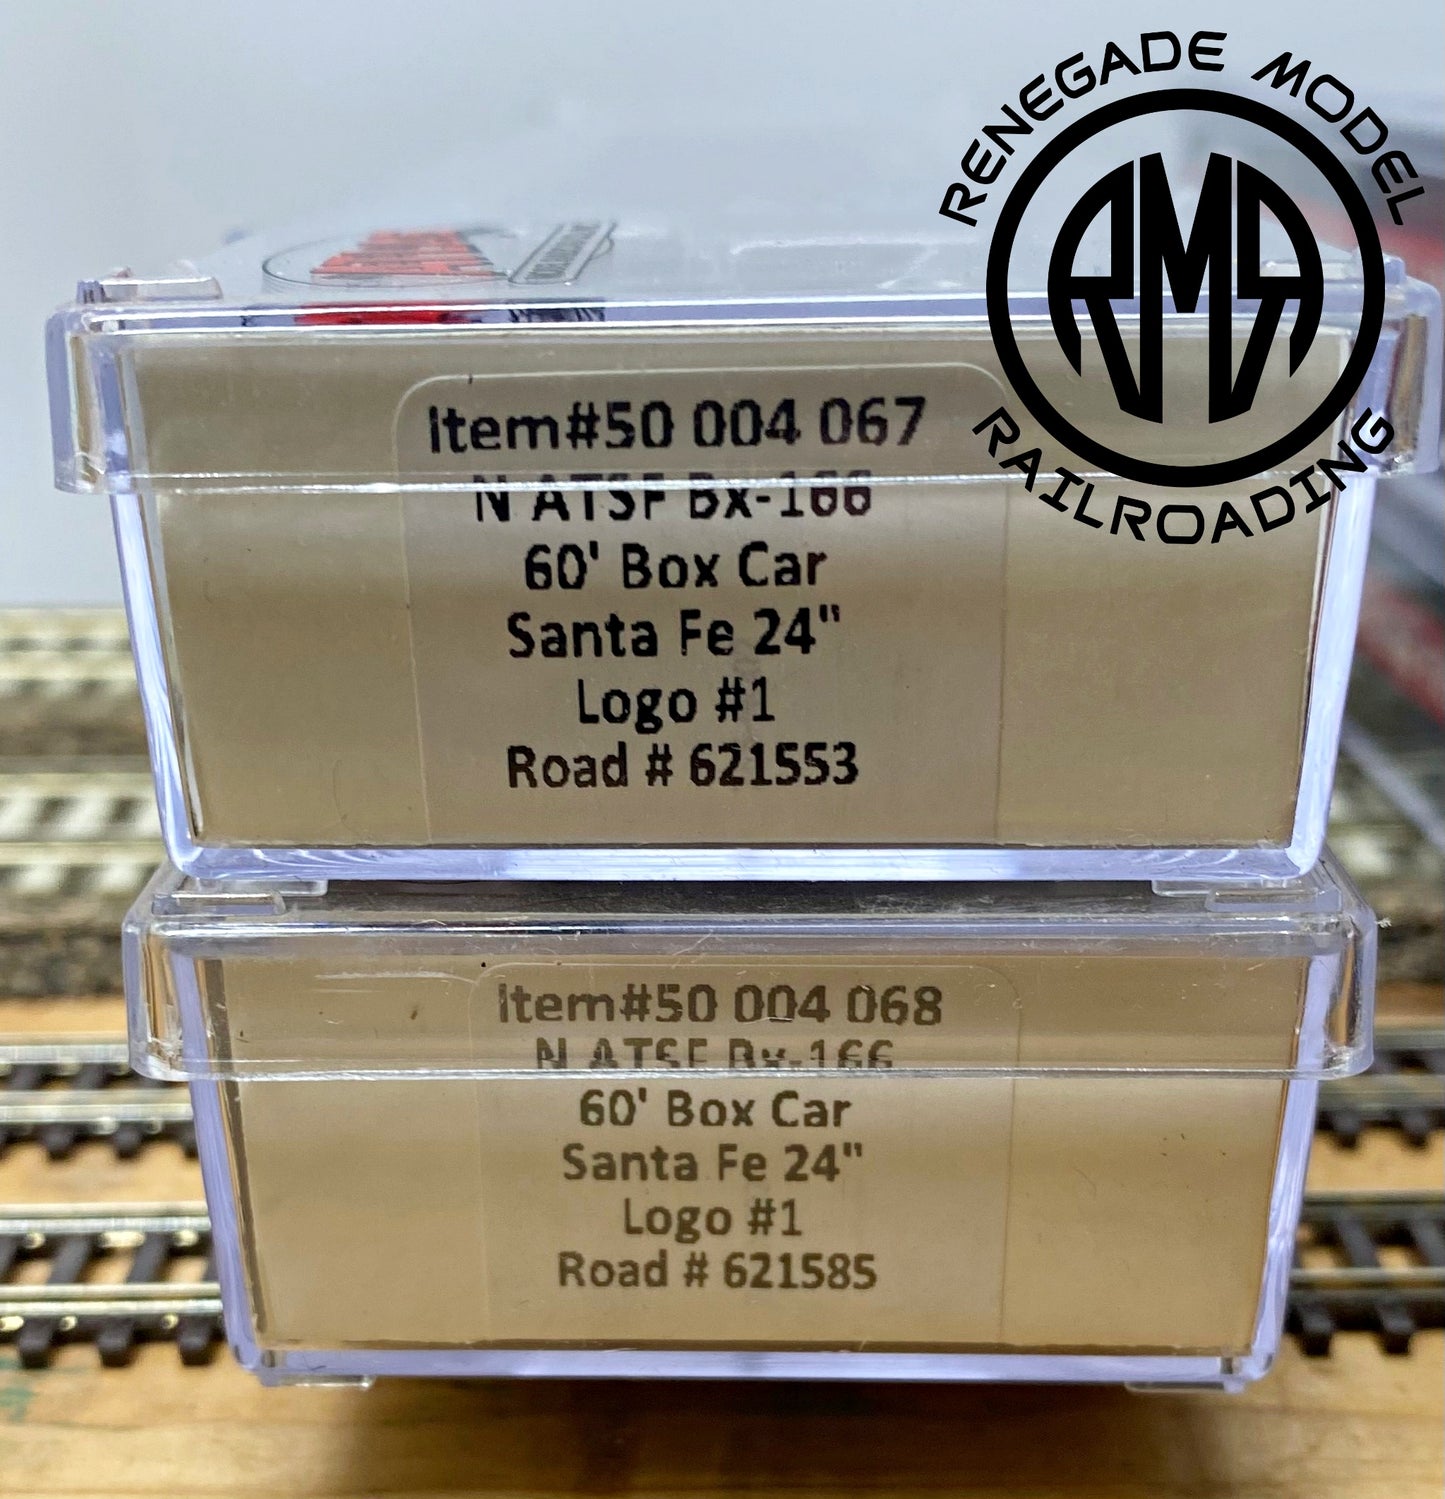 RENEGADE MODEL
RMR
RAILROADING
Item#50 004 067
N ATSF Bx-166
60' Box Car
Santa Fe 24"
Logo #1
Road # 621553
Item#50 004 068
N ATSF Bx-166
60' Box Car
Santa Fe 24"
Logo #1
Road # 621585